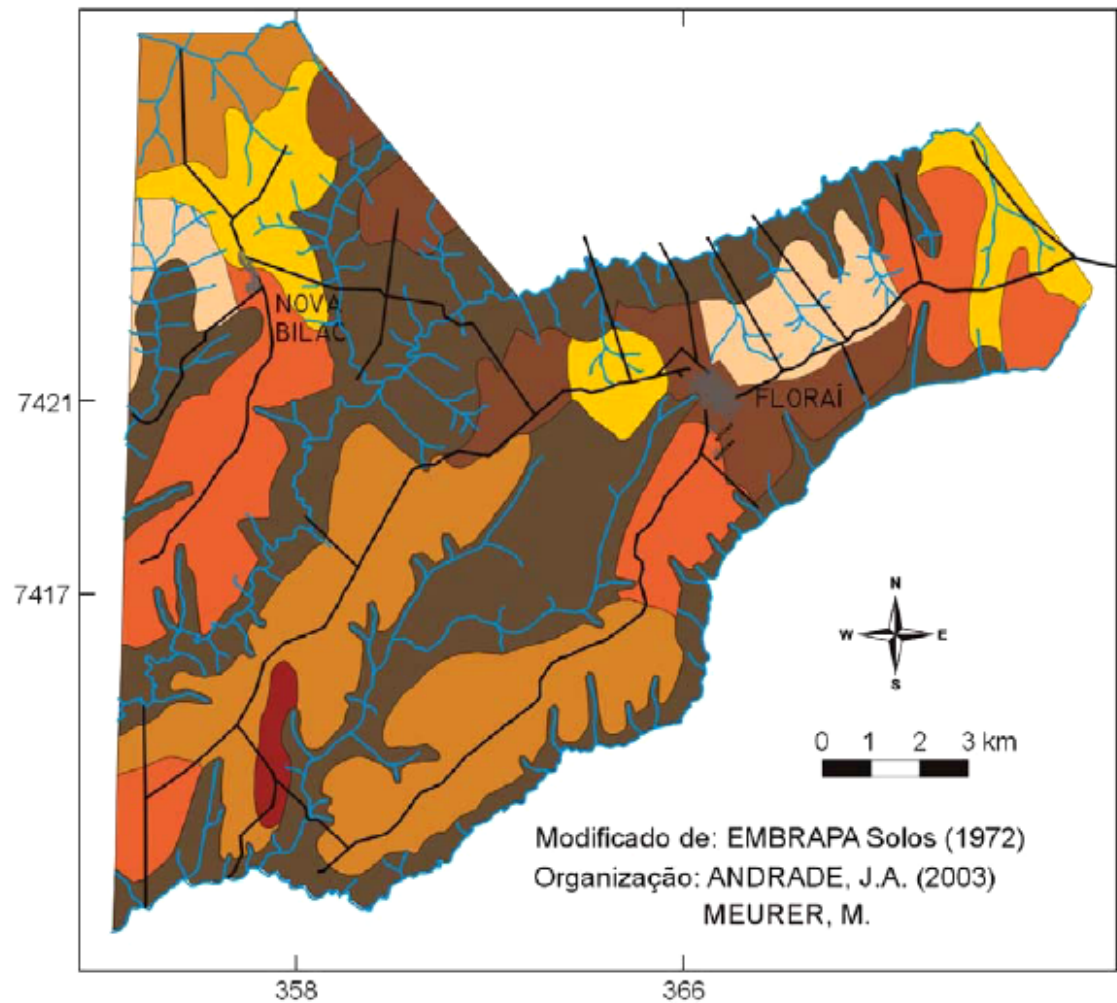 NOVA
BILAC
7421
FLORAÍ
7417
N
W E
S
0 1 2 3 km
Modificado de: EMBRAPA Solos (1972)
Organização: ANDRADE, J.A. (2003)
MEURER, M.
358 366